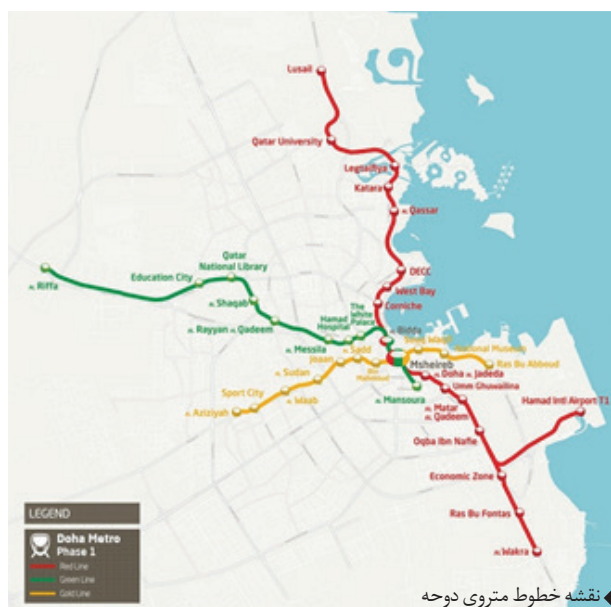 Lusail
Qatar University
Legtaifiya
Katara
AL Qassar
DECC
West Bay
Corniche
AL Bidda
Qatar
National Library
Education City
AL Riffa
AL Shaqab
AL Rayyan AL Qadeem
AL Messila
Hamad
Hospital
The
White
Palace
Souq Waqif
National Museum
Ras Bu Abboud
Msheireb
AL Sadd
Bin
Mahmoud
Joaan
AL Sudan
AL Waab
Sport City
AL Aziziyah
AL Mansoura
AL Doha AL Jadeda
Umm Ghuwailina
AL Matar
AL Qadeem
Oqba Ibn Nafie
Hamad Intl Airport T1
Economic Zone
Ras Bu Fontas
AL Wakra
LEGEND
Doha Metro
Phase 1
Red Line
Green Line
Gold Line
نقشه خطوط متروی دوحه